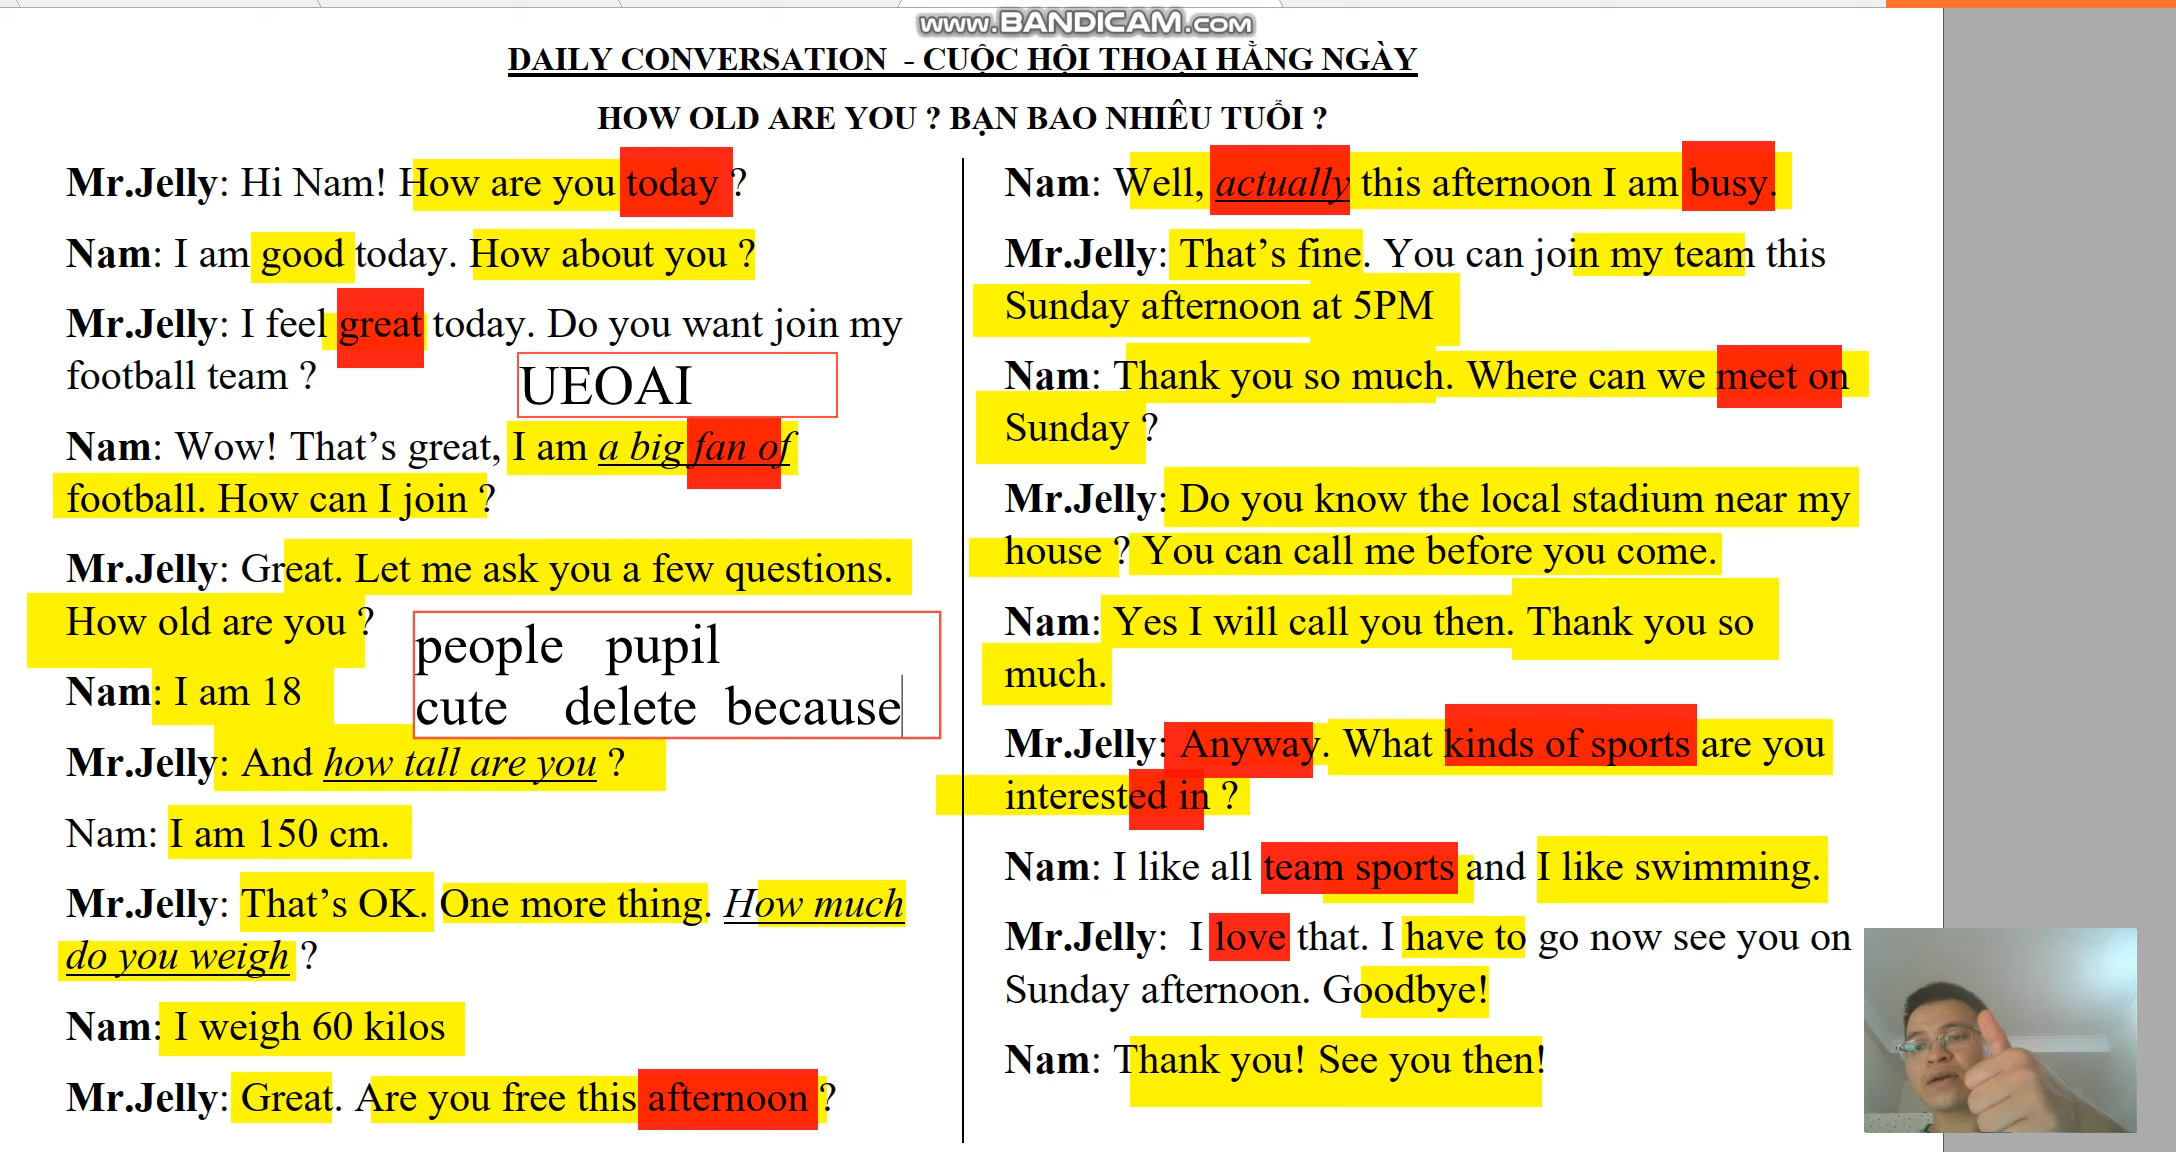 www.BANDICAM.com
DAILY CONVERSATION - CUỘC HỘI THOẠI HẰNG NGÀY
HOW OLD ARE YOU ? BẠN BAO NHIÊU TUỔI ?
Mr.Jelly: Hi Nam! How are you today ?
Nam: I am good today. How about you ?
Mr.Jelly: I feel great today. Do you want join my
football team ?
UEOAI
Nam: Wow! That's great, I am a big fan of
football. How can I join ?
Mr.Jelly: Great. Let me ask you a few questions.
How old are you ?
people pupil
cute delete because
Nam: I am 18
Mr.Jelly: And how tall are you ?
Nam: I am 150 cm.
Mr.Jelly: That's OK. One more thing. How much
do you weigh ?
Nam: I weigh 60 kilos
Mr.Jelly: Great. Are you free this afternoon ?
Nam: Well, actually this afternoon I am busy.
Mr.Jelly: That's fine. You can join my team this
Sunday afternoon at 5PM
Nam: Thank you so much. Where can we meet on
Sunday ?
Mr.Jelly: Do you know the local stadium near my
house ? You can call me before you come.
Nam: Yes I will call you then. Thank you so
much.
Mr.Jelly: Anyway. What kinds of sports are you
interested in ?
Nam: I like all team sports and I like swimming.
Mr.Jelly: I love that. I have to go now see you on
Sunday afternoon. Goodbye!
Nam: Thank you! See you then!